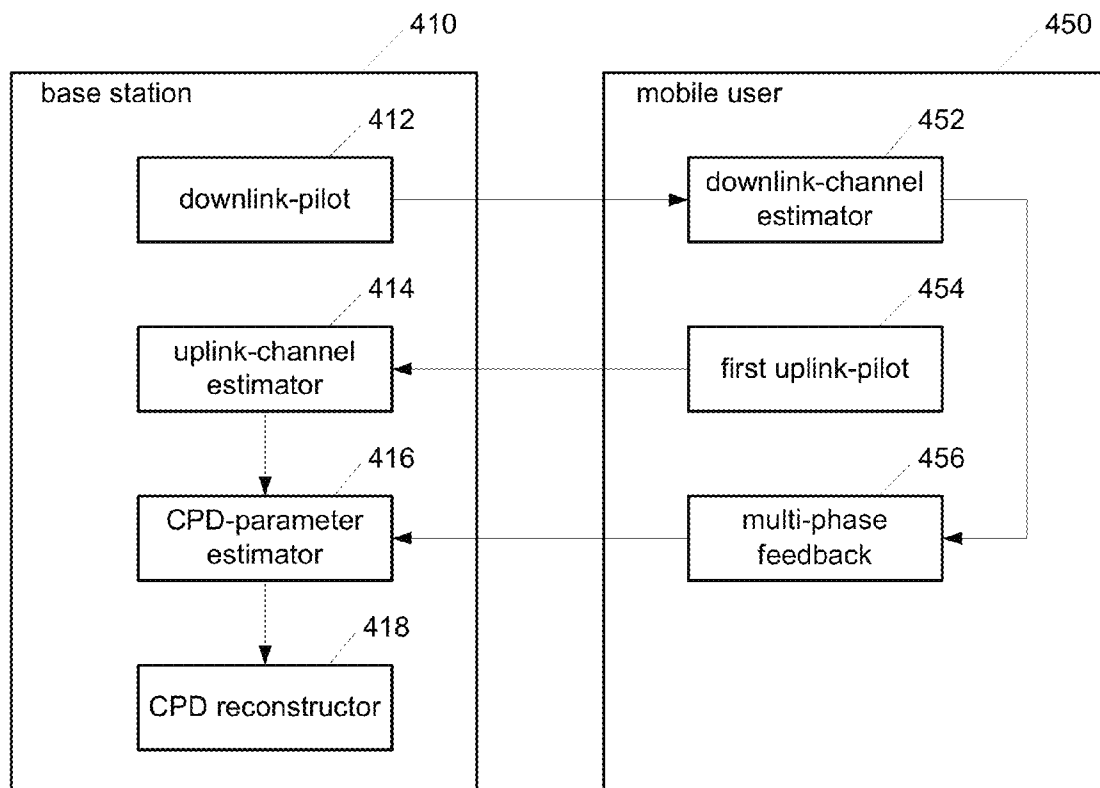 410
450
base station
mobile user
412
452
downlink-pilot
downlink-channel
estimator
414
454
uplink-channel
estimator
first uplink-pilot
416
456
CPD-parameter
estimator
multi-phase
feedback
418
CPD reconstructor